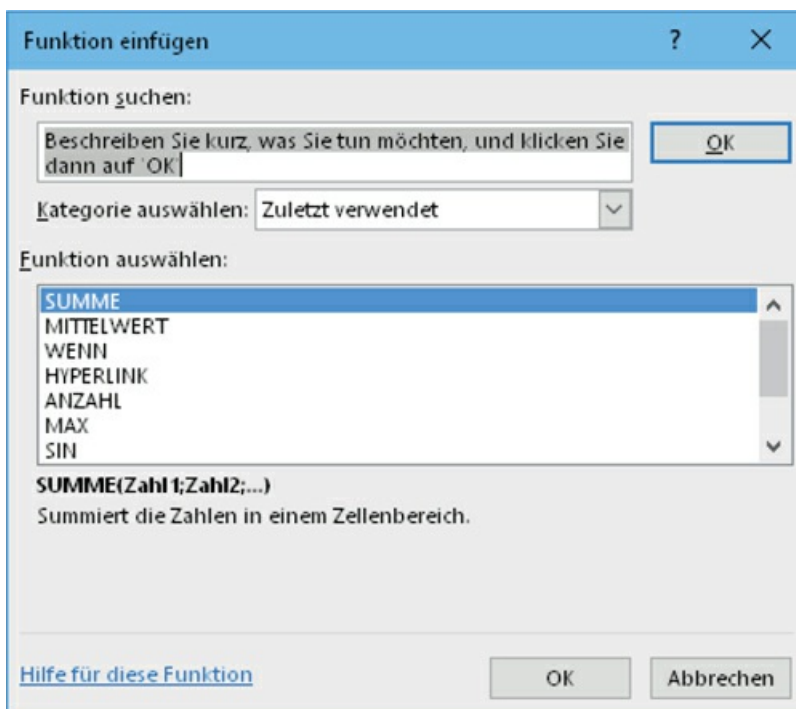 Funktion einfügen ?
Funktion suchen:
Beschreiben Sie kurz, was Sie tun möchten, und klicken Sie
dann auf 'OK'
OK
Kategorie auswählen: Zuletzt verwendet
Funktion auswählen:
SUMME
MITTELWERT
WENN
HYPERLINK
ANZAHL
MAX
SIN
SUMME(Zahl1;Zahl2;...)
Summiert die Zahlen in einem Zellenbereich.
Hilfe für diese Funktion
OK
Abbrechen